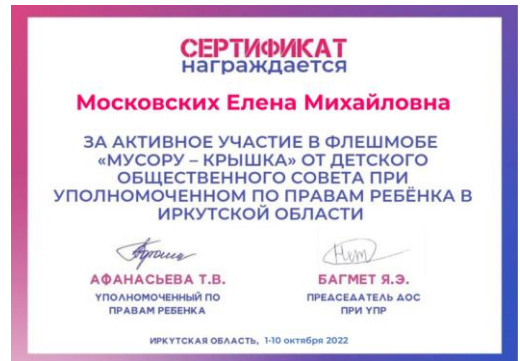 СЕРТИФИКАТ
награждается
Московских Елена Михайловна
ЗА АКТИВНОЕ УЧАСТИЕ В ФЛЕШМОБЕ
«МУСОРУ – КРЫШКА» ОТ ДЕТСКОГО
ОБЩЕСТВЕННОГО СОВЕТА ПРИ
УПОЛНОМОЧЕННОМ ПО ПРАВАМ РЕБЁНКА В
ИРКУТСКОЙ ОБЛАСТИ
АФАНАСЬЕВА Т.В.
УПОЛНОМОЧЕННЫЙ ПО
ПРАВАМ РЕБЕНКА
БАГМЕТ Я.Э.
ПРЕДСЕДАТЕЛЬ ДОС
ПРИ УПР
ИРКУТСКАЯ ОБЛАСТЬ, 1-10 октября 2022